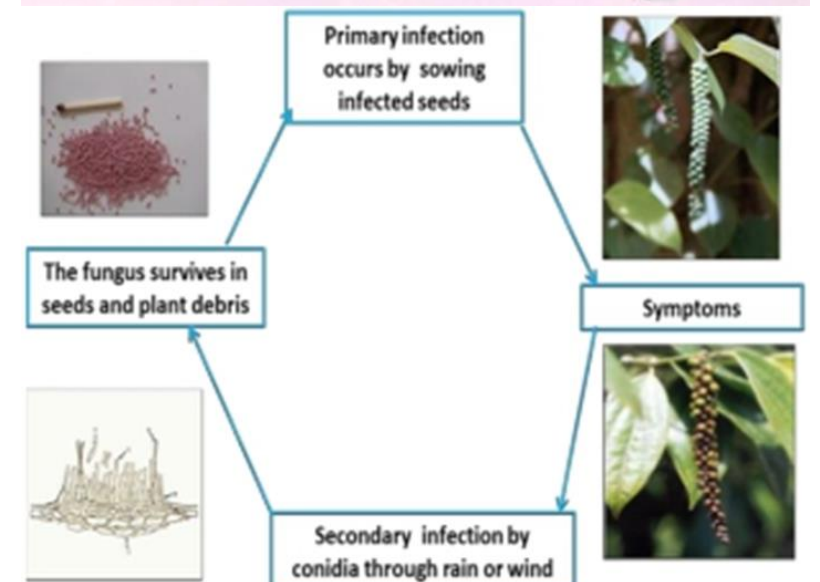 Primary infection
occurs by sowing
infected seeds
The fungus survives in
seeds and plant debris
Symptoms
Secondary infection by
conidia through rain or wind